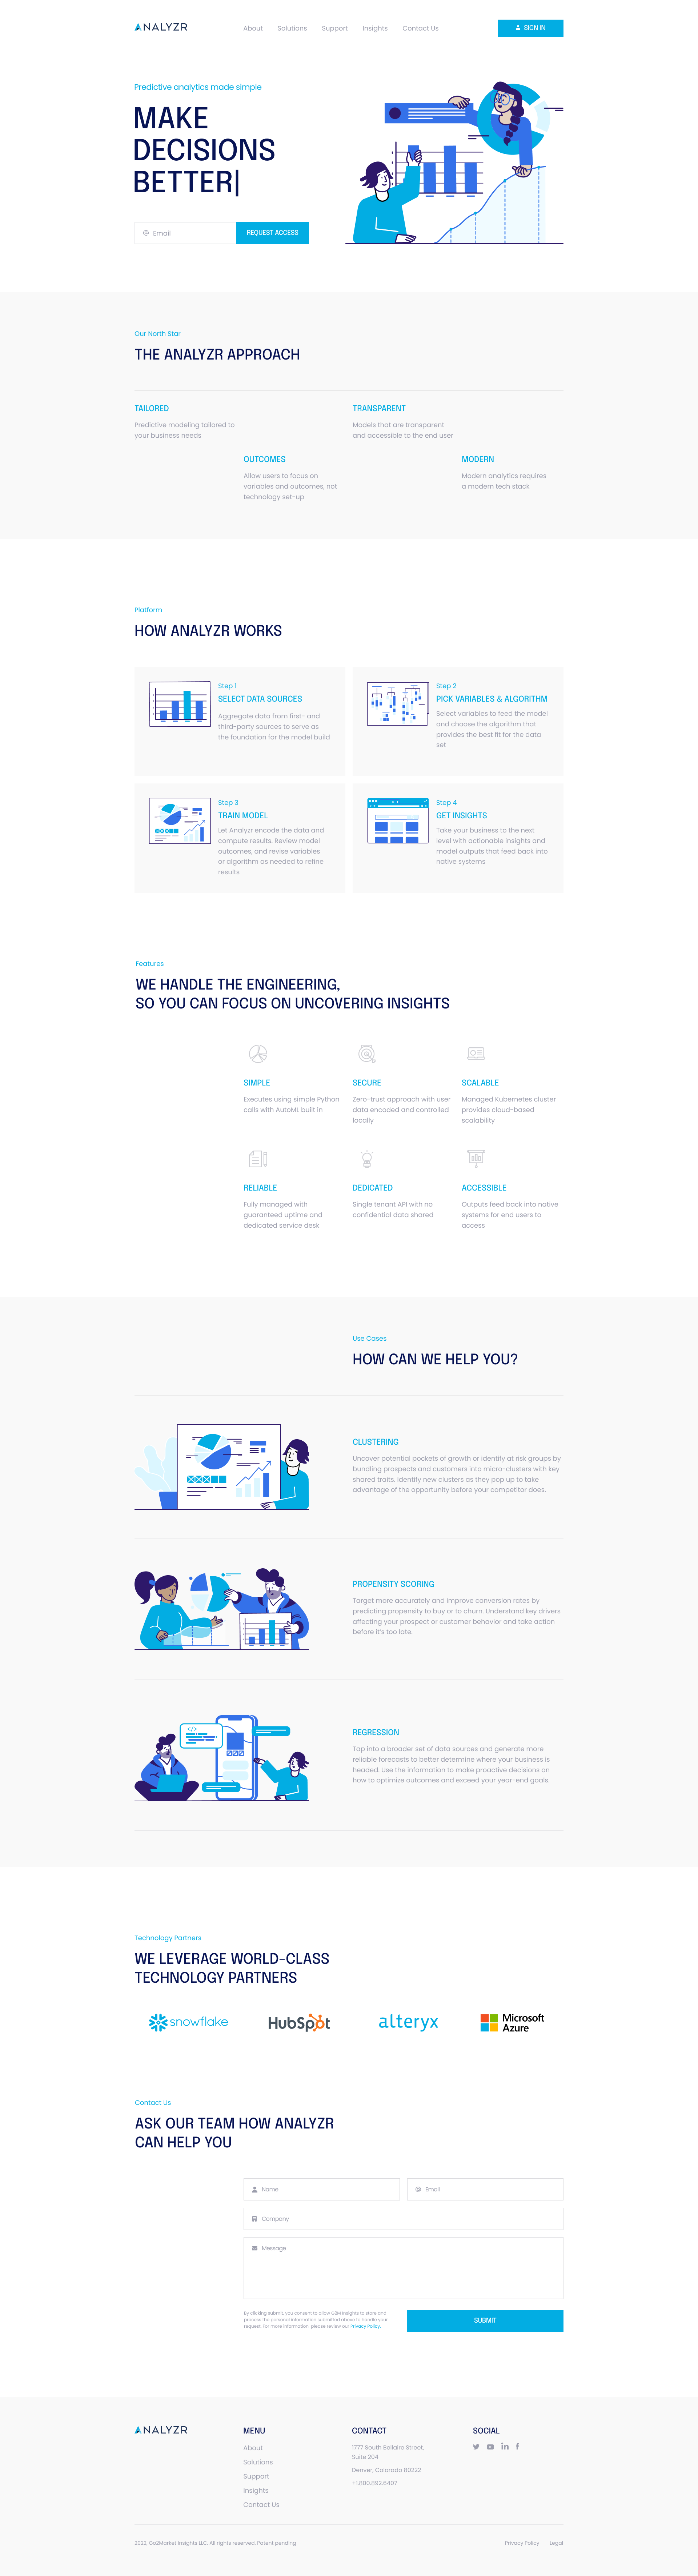 ANALYZR
About
Solutions
Support
Insights
Contact Us
SIGN IN
Predictive analytics made simple
MAKE
DECISIONS
BETTER|
Email
REQUEST ACCESS
Our North Star
THE ANALYZR APPROACH
TAILORED
Predictive modeling tailored to
your business needs
TRANSPARENT
Models that are transparent
and accessible to the end user
OUTCOMES
Allow users to focus on
variables and outcomes, not
technology set-up
MODERN
Modern analytics requires
a modern tech stack
Platform
HOW ANALYZR WORKS
Step 1
SELECT DATA SOURCES
Aggregate data from first- and
third-party sources to serve as
the foundation for the model build
Step 2
PICK VARIABLES & ALGORITHM
Select variables to feed the model
and choose the algorithm that
provides the best fit for the data
set
Step 3
TRAIN MODEL
Let Analyzr encode the data and
compute results. Review model
outcomes, and revise variables
or algorithm as needed to refine
results
Step 4
GET INSIGHTS
Take your business to the next
level with actionable insights and
model outputs that feed back into
native systems
Features
WE HANDLE THE ENGINEERING,
SO YOU CAN FOCUS ON UNCOVERING INSIGHTS
SIMPLE
Executes using simple Python
calls with AutoML built in
SECURE
Zero-trust approach with user
data encoded and controlled
locally
SCALABLE
Managed Kubernetes cluster
provides cloud-based
scalability
RELIABLE
Fully managed with
guaranteed uptime and
dedicated service desk
DEDICATED
Single tenant API with no
confidential data shared
ACCESSIBLE
Outputs feed back into native
systems for end users to
access
Use Cases
HOW CAN WE HELP YOU?
CLUSTERING
Uncover potential pockets of growth or identify at risk groups by
bundling prospects and customers into micro-clusters with key
shared traits. Identify new clusters as they pop up to take
advantage of the opportunity before your competitor does.
PROPENSITY SCORING
Target more accurately and improve conversion rates by
predicting propensity to buy or to churn. Understand key drivers
affecting your prospect or customer behavior and take action
before it's too late.
</>
REGRESSION
Tap into a broader set of data sources and generate more
reliable forecasts to better determine where your business is
headed. Use the information to make proactive decisions on
how to optimize outcomes and exceed your year-end goals.
Technology Partners
WE LEVERAGE WORLD-CLASS
TECHNOLOGY PARTNERS
snowflake
HubSpot
alteryx
Microsoft
Azure
Contact Us
ASK OUR TEAM HOW ANALYZR
CAN HELP YOU
Name
Email
Company
Message
By clicking submit, you consent to allow G2M Insights to store and
process the personal information submitted above to handle your
request. For more information, please review our Privacy Policy.
SUBMIT
ANALYZR
MENU
About
Solutions
Support
Insights
Contact Us
CONTACT
1777 South Bellaire Street,
Suite 204
Denver, Colorado 80222
+1.800.892.6407
SOCIAL
2022, Go2Market Insights LLC. All rights reserved. Patent pending
Privacy Policy
Legal